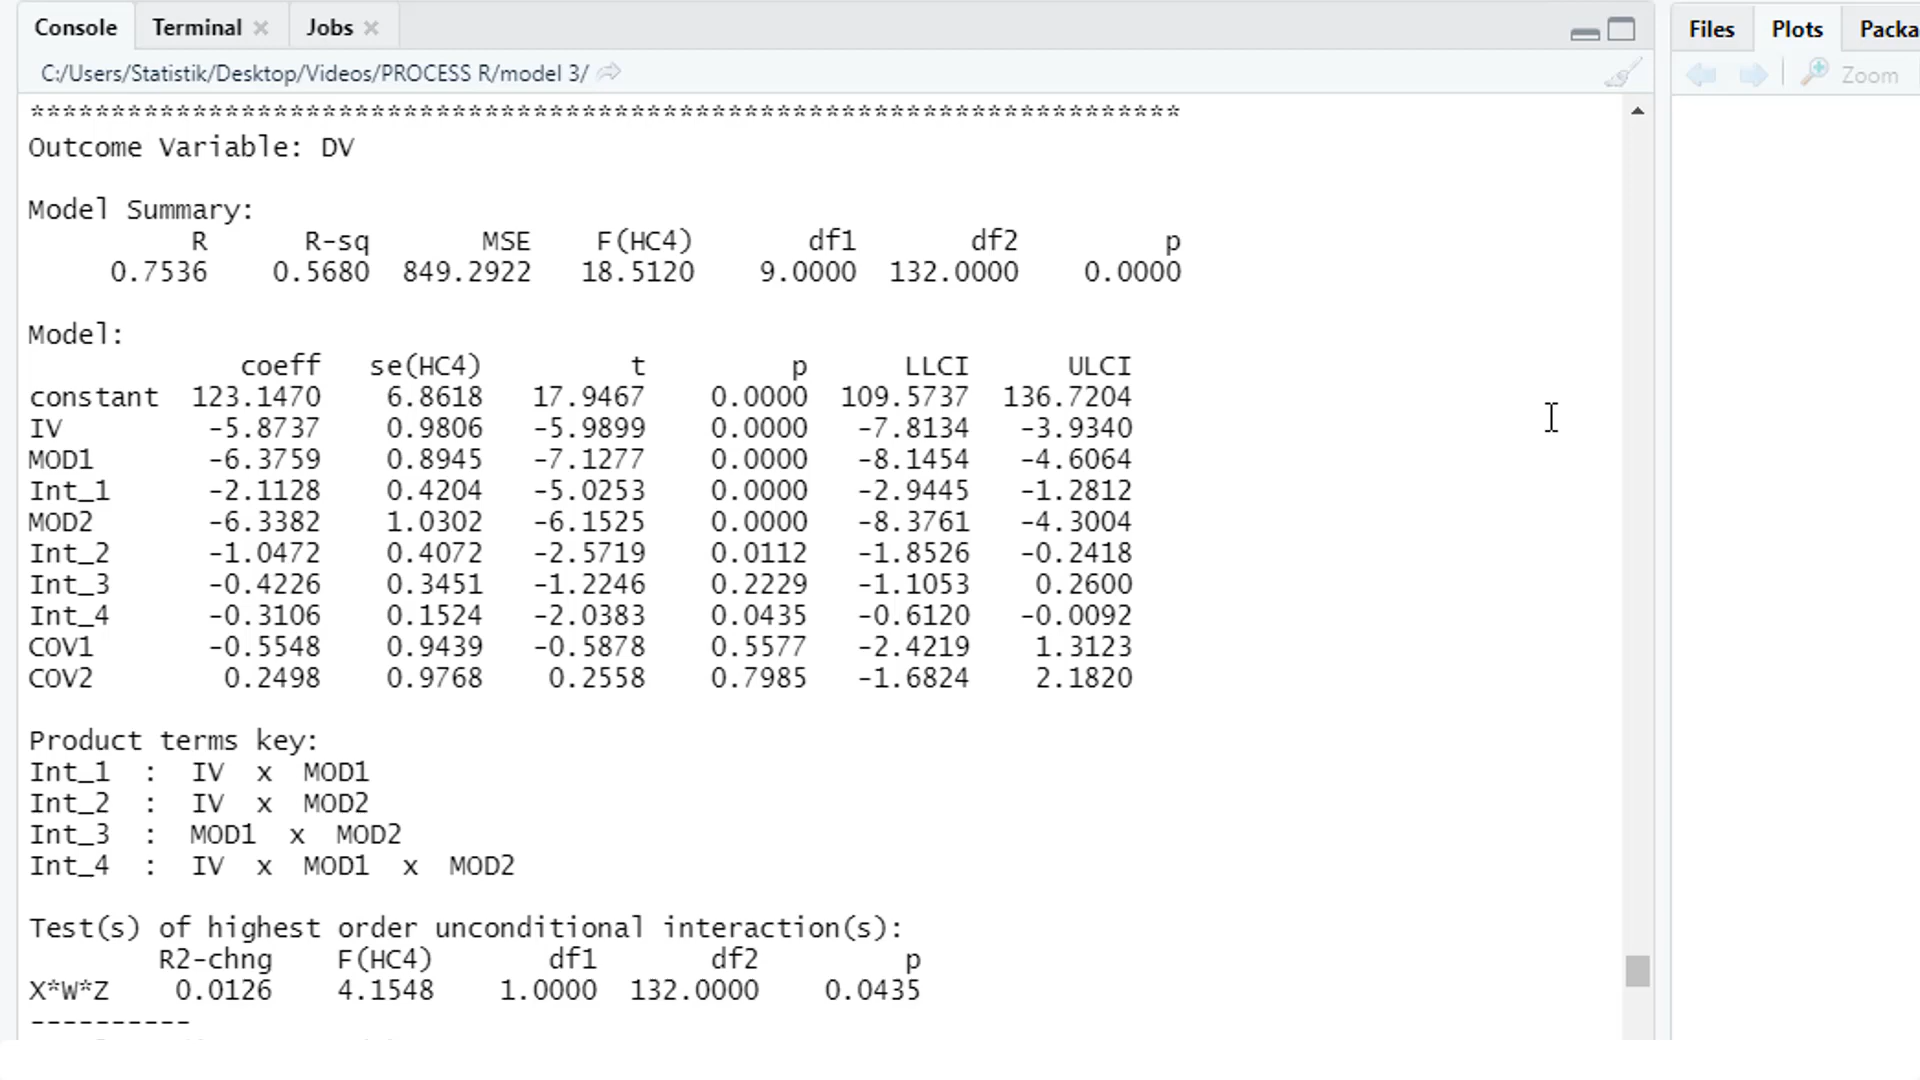 Console Terminal Jobs
Files Plots Packa
C:/Users/Statistik/Desktop/Videos/PROCESS R/model 3/
Zoom
***********************************************************************
Outcome Variable: DV
Model Summary:
R R-sq MSE F(HC4) df1 df2 p
0.7536 0.5680 849.2922 18.5120 9.0000 132.0000 0.0000
Model:
coeff se(HC4) t p LLCI ULCI
constant 123.1470 6.8618 17.9467 0.0000 109.5737 136.7204
IV -5.8737 0.9806 -5.9899 0.0000 -7.8134 -3.9340
MOD1 -6.3759 0.8945 -7.1277 0.0000 -8.1454 -4.6064
Int_1 -2.1128 0.4204 -5.0253 0.0000 -2.9445 -1.2812
MOD2 -6.3382 1.0302 -6.1525 0.0000 -8.3761 -4.3004
Int_2 -1.0472 0.4072 -2.5719 0.0112 -1.8526 -0.2418
Int_3 -0.4226 0.3451 -1.2246 0.2229 -1.1053 0.2600
Int_4 -0.3106 0.1524 -2.0383 0.0435 -0.6120 -0.0092
COV1 -0.5548 0.9439 -0.5878 0.5577 -2.4219 1.3123
COV2 0.2498 0.9768 0.2558 0.7985 -1.6824 2.1820
Product terms key:
Int_1 : IV x MOD1
Int_2 : IV x MOD2
Int_3 : MOD1 x MOD2
Int_4 : IV x MOD1 x MOD2
Test(s) of highest order unconditional interaction(s):
R2-chng F(HC4) df1 df2 p
X*W*Z 0.0126 4.1548 1.0000 132.0000 0.0435
----------